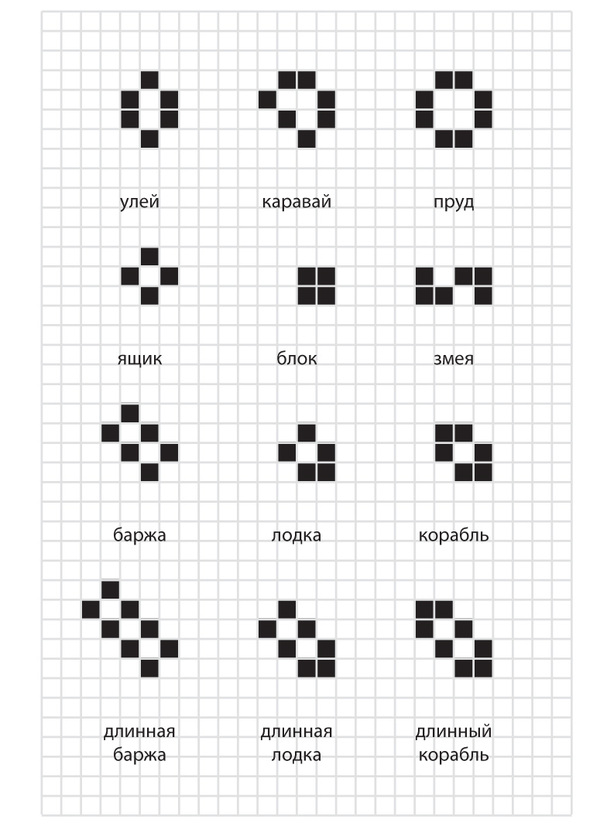 улей
каравай
пруд
ящик
блок
змея
баржа
лодка
корабль
длинная
баржа
длинная
лодка
длинный
корабль